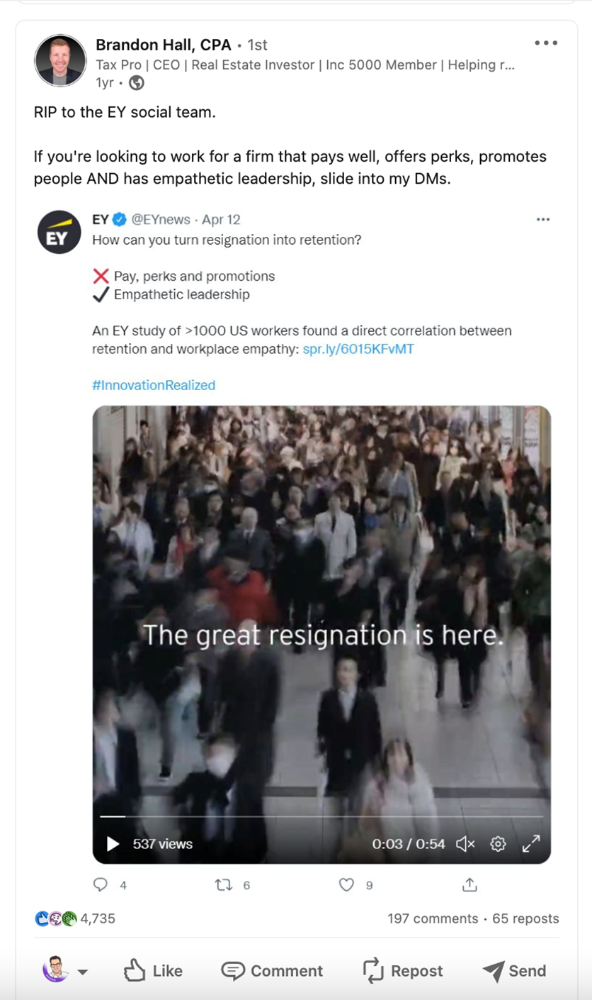 Brandon Hall, CPA • 1st
Tax Pro | CEO | Real Estate Investor | Inc 5000 Member | Helping r...
1yr •
RIP to the EY social team.
If you're looking to work for a firm that pays well, offers perks, promotes
people AND has empathetic leadership, slide into my DMs.
EY
EY @EYnews · Apr 12
How can you turn resignation into retention?
❌ Pay, perks and promotions
✔ Empathetic leadership
An EY study of >1000 US workers found a direct correlation between
retention and workplace empathy: spr.ly/6015KFvMT
#InnovationRealized
The great resignation is here.
537 views 0:03 / 0:54
4 6 9
4,735 197 comments • 65 reposts
Like Comment Repost Send